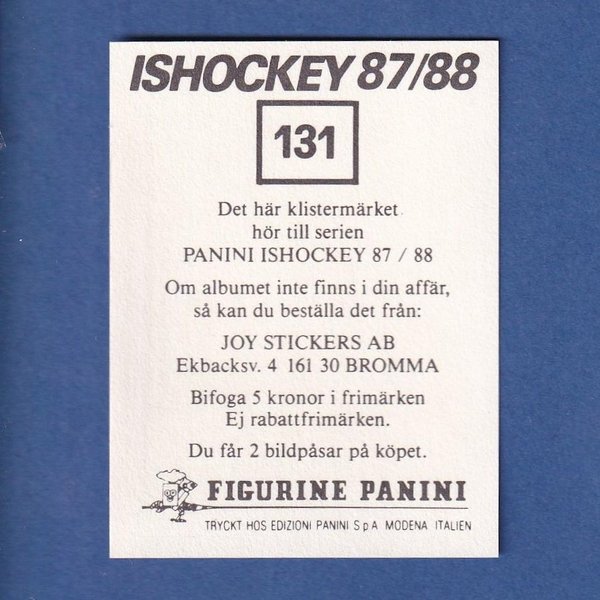 ISHOCKEY 87/88
131
Det här klistermärket
hör till serien
PANINI ISHOCKEY 87 / 88
Om albumet inte finns i din affär,
så kan du beställa det från:
JOY STICKERS AB
Ekbacksv. 4 161 30 BROMMA
Bifoga 5 kronor i frimärken
Ej rabattfrimärken.
Du får 2 bildpåsar på köpet.
FIGURINE PANINI
TRYCKT HOS EDIZIONI PANINI S p A MODENA ITALIEN